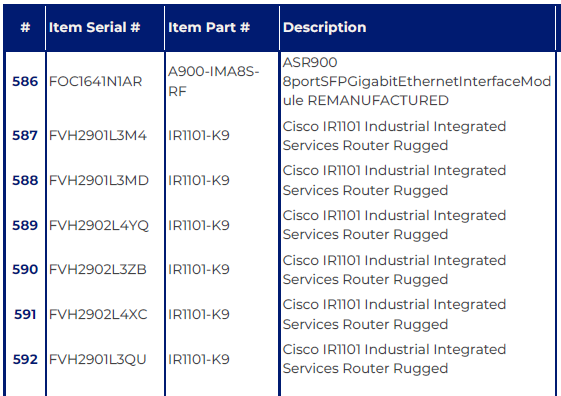 # Item Serial # Item Part # Description
586 FOC1641N1AR A900-IMA8S-RF ASR900 8portSFPGigabitEthernetInterfaceModule REMANUFACTURED
587 FVH2901L3M4 IR1101-K9 Cisco IR1101 Industrial Integrated Services Router Rugged
588 FVH2901L3MD IR1101-K9 Cisco IR1101 Industrial Integrated Services Router Rugged
589 FVH2902L4YQ IR1101-K9 Cisco IR1101 Industrial Integrated Services Router Rugged
590 FVH2902L3ZB IR1101-K9 Cisco IR1101 Industrial Integrated Services Router Rugged
591 FVH2902L4XC IR1101-K9 Cisco IR1101 Industrial Integrated Services Router Rugged
592 FVH2901L3QU IR1101-K9 Cisco IR1101 Industrial Integrated Services Router Rugged